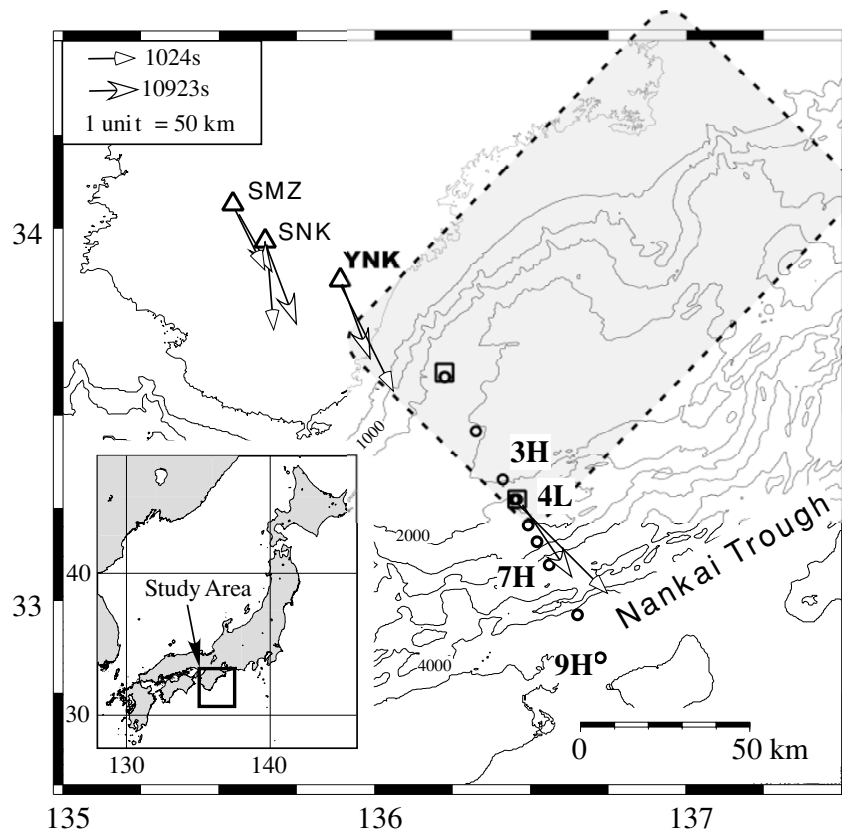 1024s
10923s
1 unit = 50 km
SMZ
SNK
YNK
34
1000
3H
4L
2000
7H
Nankai Trough
33
4000
9H
Study Area
40
30
130
140
0
50 km
135
136
137